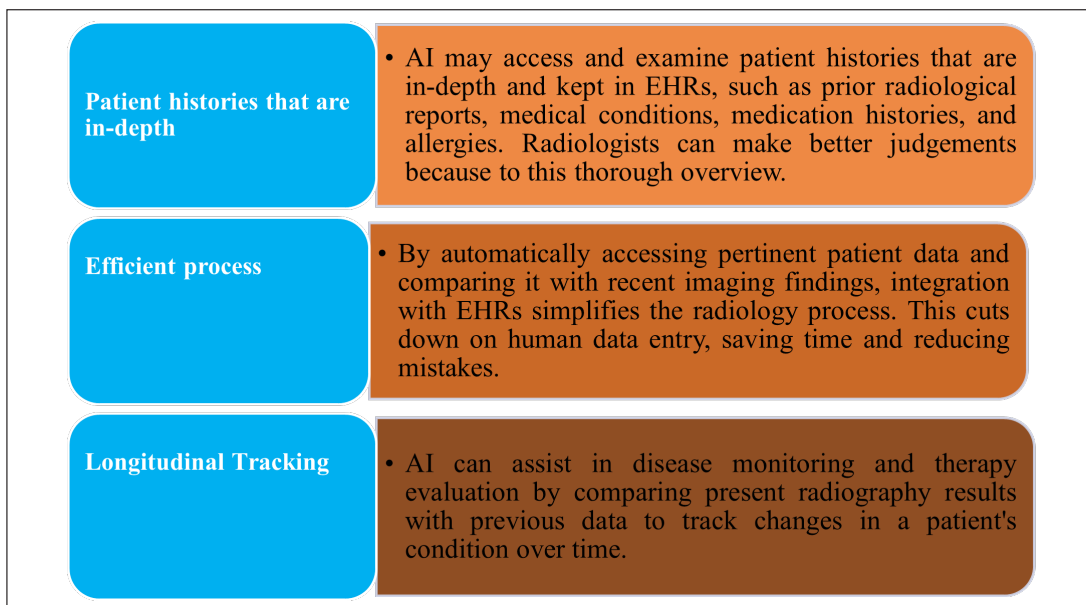 Patient histories that are
in-depth
• AI may access and examine patient histories that are
in-depth and kept in EHRs, such as prior radiological
reports, medical conditions, medication histories, and
allergies. Radiologists can make better judgements
because to this thorough overview.
Efficient process
• By automatically accessing pertinent patient data and
comparing it with recent imaging findings, integration
with EHRs simplifies the radiology process. This cuts
down on human data entry, saving time and reducing
mistakes.
Longitudinal Tracking
• AI can assist in disease monitoring and therapy
evaluation by comparing present radiography results
with previous data to track changes in a patient's
condition over time.